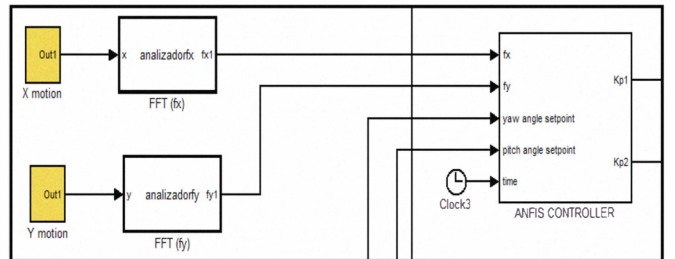 Out1
X motion
x
analizadorfx
fx1
FFT (fx)
Out1
Y motion
y
analizadorfy
fy1
FFT (fy)
fx
fy
yaw angle setpoint
pitch angle setpoint
time
Clock3
Kp1
Kp2
ANFIS CONTROLLER